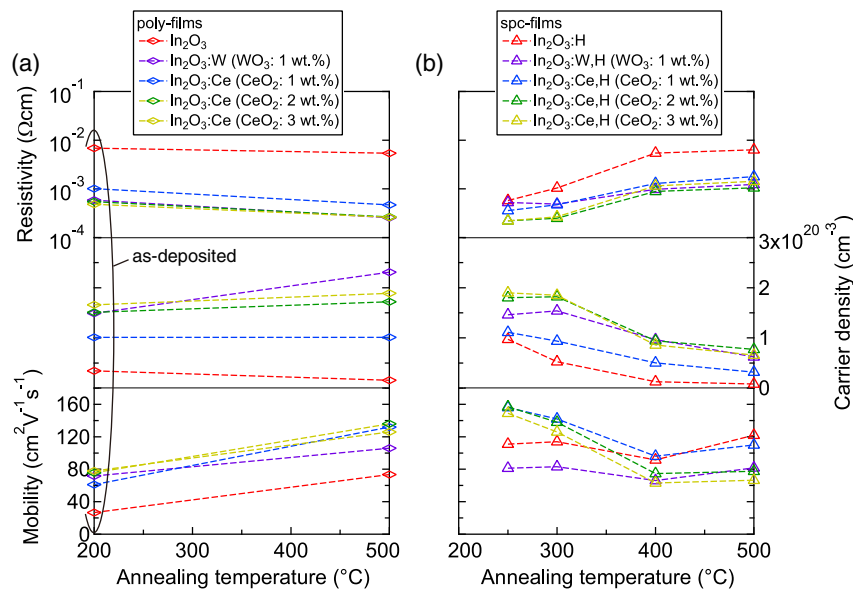 poly-films
In₂O₃
In₂O₃:W (WO₃: 1 wt.%)
In₂O₃:Ce (CeO₂: 1 wt.%)
In₂O₃:Ce (CeO₂: 2 wt.%)
In₂O₃:Ce (CeO₂: 3 wt.%)
spc-films
In₂O₃:H
In₂O₃:W,H (WO₃: 1 wt.%)
In₂O₃:Ce,H (CeO₂: 1 wt.%)
In₂O₃:Ce,H (CeO₂: 2 wt.%)
In₂O₃:Ce,H (CeO₂: 3 wt.%)
(a)
(b)
Resistivity (Ωcm)
10⁻¹
10⁻²
10⁻³
10⁻⁴
as-deposited
Mobility (cm²V⁻¹s⁻¹)
160
120
80
40
0
200
300
400
500
Annealing temperature (°C)
200
300
400
500
Annealing temperature (°C)
3x10²⁰
2
1
0
Carrier density (cm⁻³)